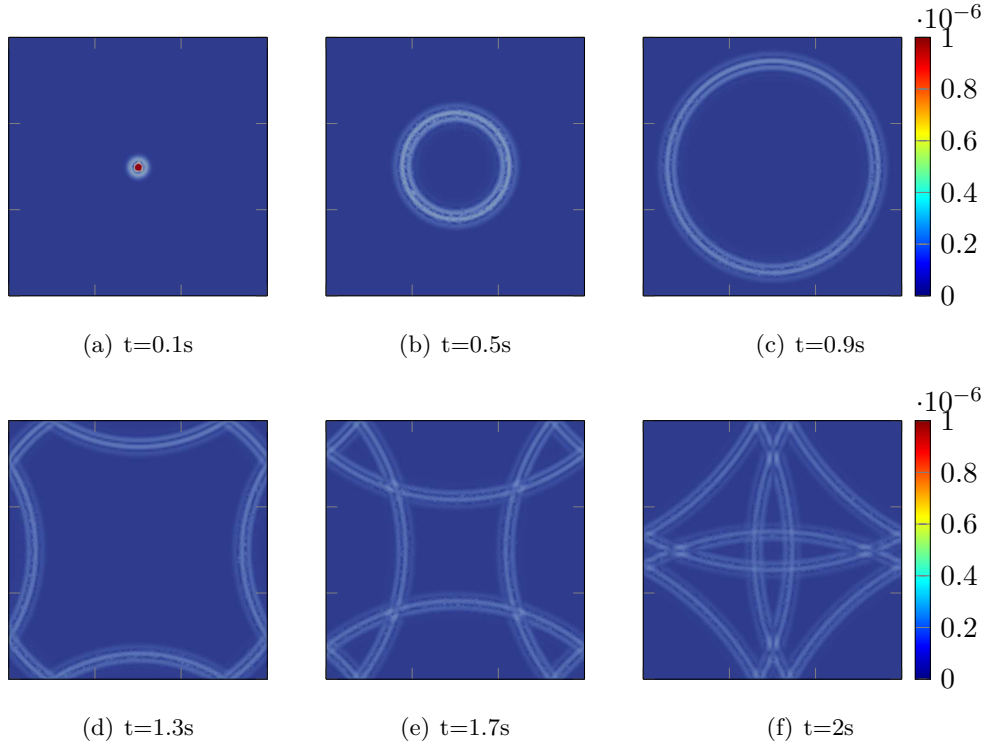 ·10⁻⁶
1
0.8
0.6
0.4
0.2
0
(a) t=0.1s
(b) t=0.5s
(c) t=0.9s
·10⁻⁶
1
0.8
0.6
0.4
0.2
0
(d) t=1.3s
(e) t=1.7s
(f) t=2s